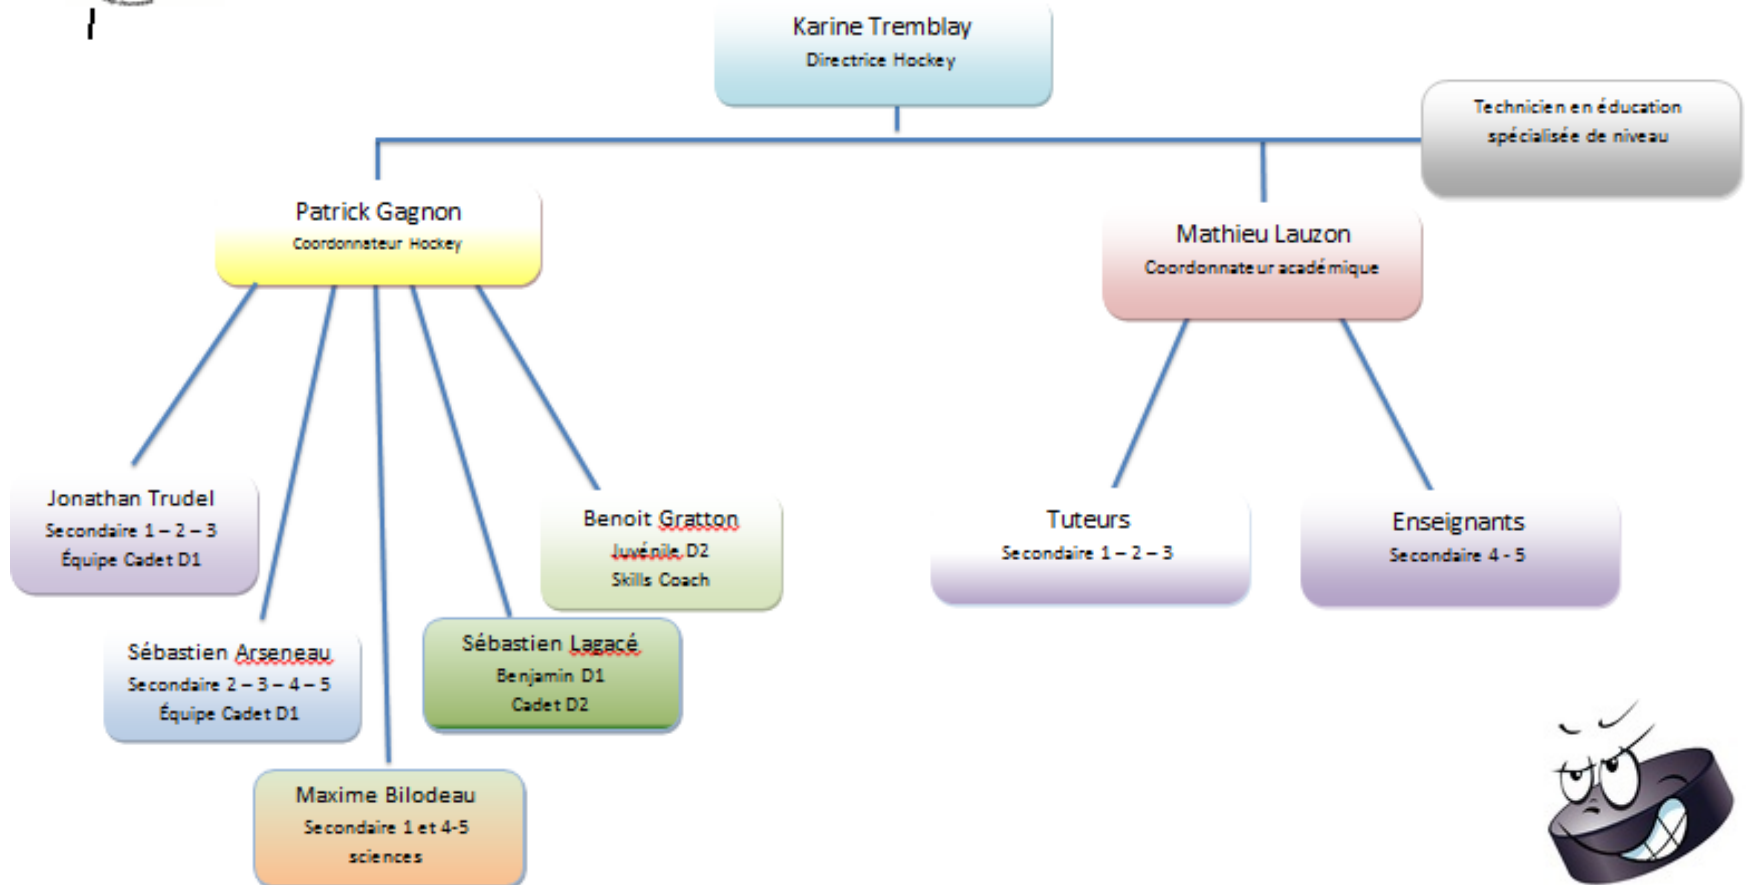 Karine Tremblay
Directrice Hockey
Technicien en éducation
spécialisée de niveau
Patrick Gagnon
Coordonnateur Hockey
Mathieu Lauzon
Coordonnateur académique
Jonathan Trudel
Secondaire 1 – 2 – 3
Équipe Cadet D1
Sébastien Arseneau
Secondaire 2 – 3 – 4 – 5
Équipe Cadet D1
Maxime Bilodeau
Secondaire 1 et 4-5
sciences
Sébastien Lagacé
Benjamin D1
Cadet D2
Benoit Gratton
Juvénile D2
Skills Coach
Tuteurs
Secondaire 1 – 2 – 3
Enseignants
Secondaire 4 - 5